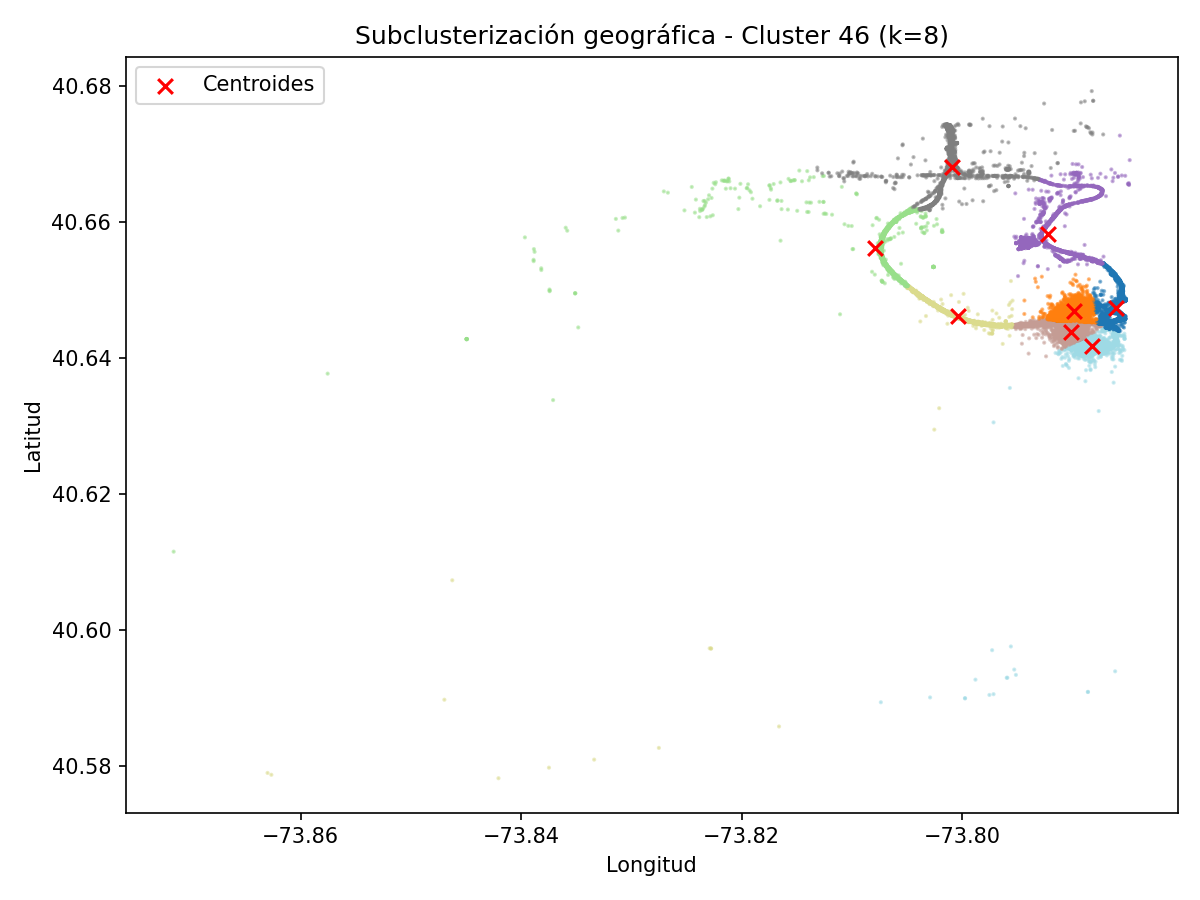 Subclusterización geográfica - Cluster 46 (k=8)
Centroides
40.68
40.66
40.64
40.62
40.60
40.58
Latitud
−73.86
−73.84
−73.82
−73.80
Longitud